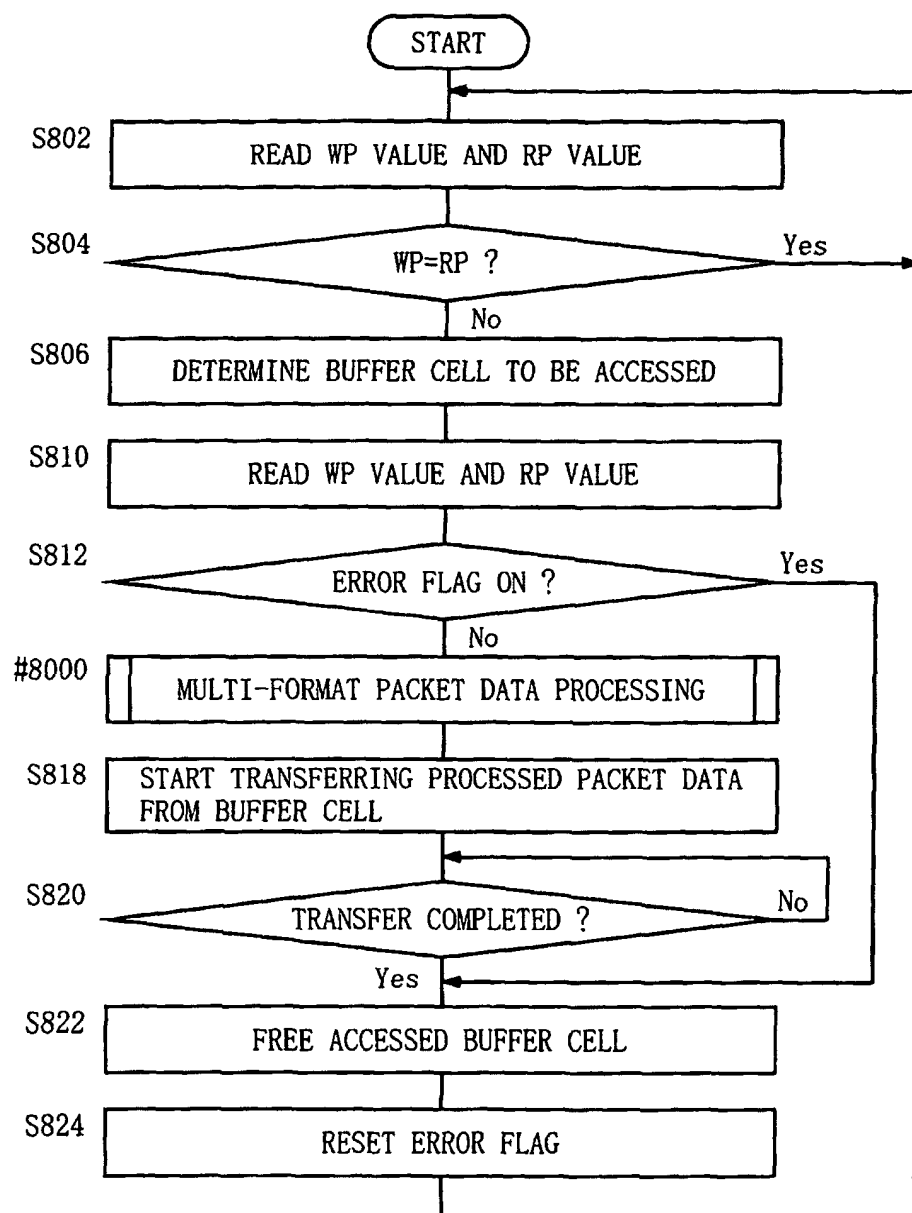 START
S802
READ WP VALUE AND RP VALUE
S804
WP=RP ?
Yes
No
S806
DETERMINE BUFFER CELL TO BE ACCESSED
S810
READ WP VALUE AND RP VALUE
S812
ERROR FLAG ON ?
Yes
No
#8000
MULTI-FORMAT PACKET DATA PROCESSING
S818
START TRANSFERRING PROCESSED PACKET DATA
FROM BUFFER CELL
S820
TRANSFER COMPLETED ?
No
Yes
S822
FREE ACCESSED BUFFER CELL
S824
RESET ERROR FLAG